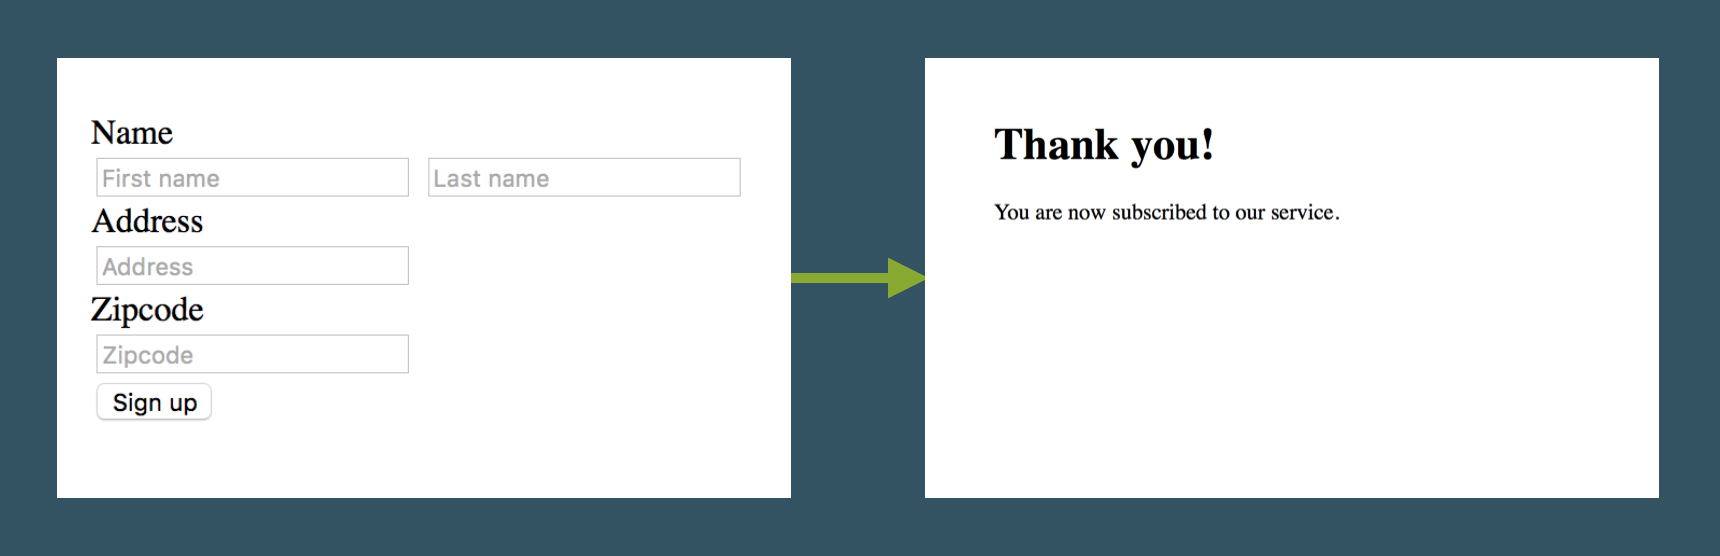 Name
First name Last name
Address
Address
Zipcode
Zipcode
Sign up
Thank you!
You are now subscribed to our service.